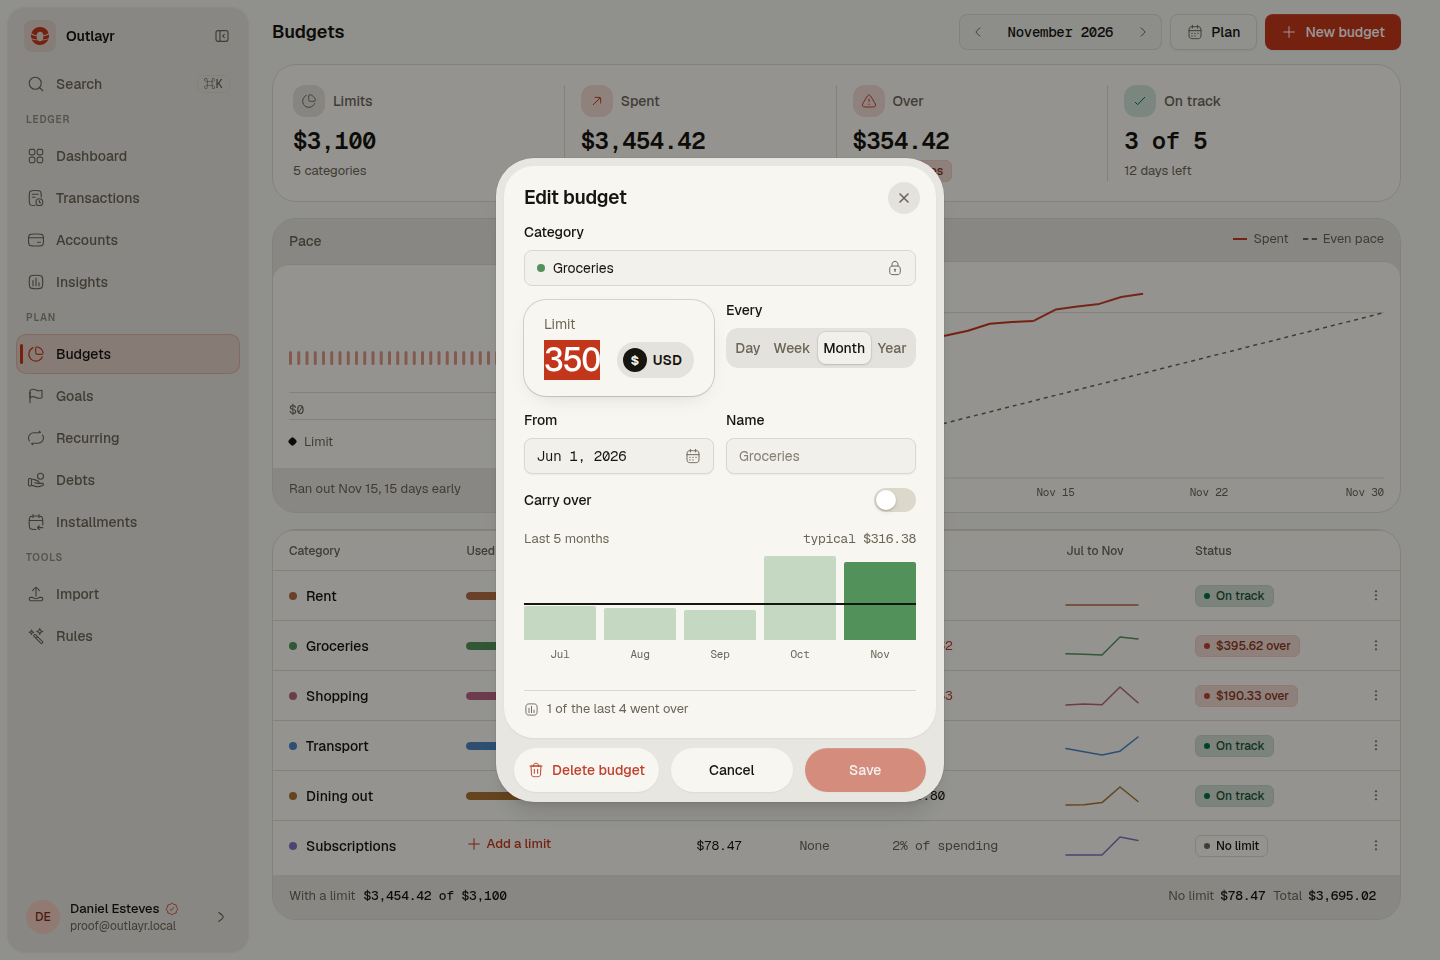 Outlayr
Search
⌘K
LEDGER
Dashboard
Transactions
Accounts
Insights
PLAN
Budgets
Goals
Recurring
Debts
Installments
TOOLS
Import
Rules
DE
Daniel Esteves
proof@outlayr.local
Budgets
November 2026
Plan
New budget
Limits
$3,100
5 categories
Spent
$3,454.42
Over
$354.42
On track
3 of 5
12 days left
Pace
Spent
Even pace
$0
Limit
Ran out Nov 15, 15 days early
Nov 15
Nov 22
Nov 30
Edit budget
Category
Groceries
Limit
350
$
USD
Every
Day
Week
Month
Year
From
Jun 1, 2026
Name
Groceries
Carry over
Last 5 months
typical $316.38
Jul
Aug
Sep
Oct
Nov
1 of the last 4 went over
Delete budget
Cancel
Save
Category
Used
Jul to Nov
Status
Rent
On track
Groceries
$395.62 over
Shopping
$190.33 over
Transport
On track
Dining out
.80
On track
Subscriptions
Add a limit
$78.47
None
2% of spending
No limit
With a limit $3,454.42 of $3,100
No limit $78.47 Total $3,695.02